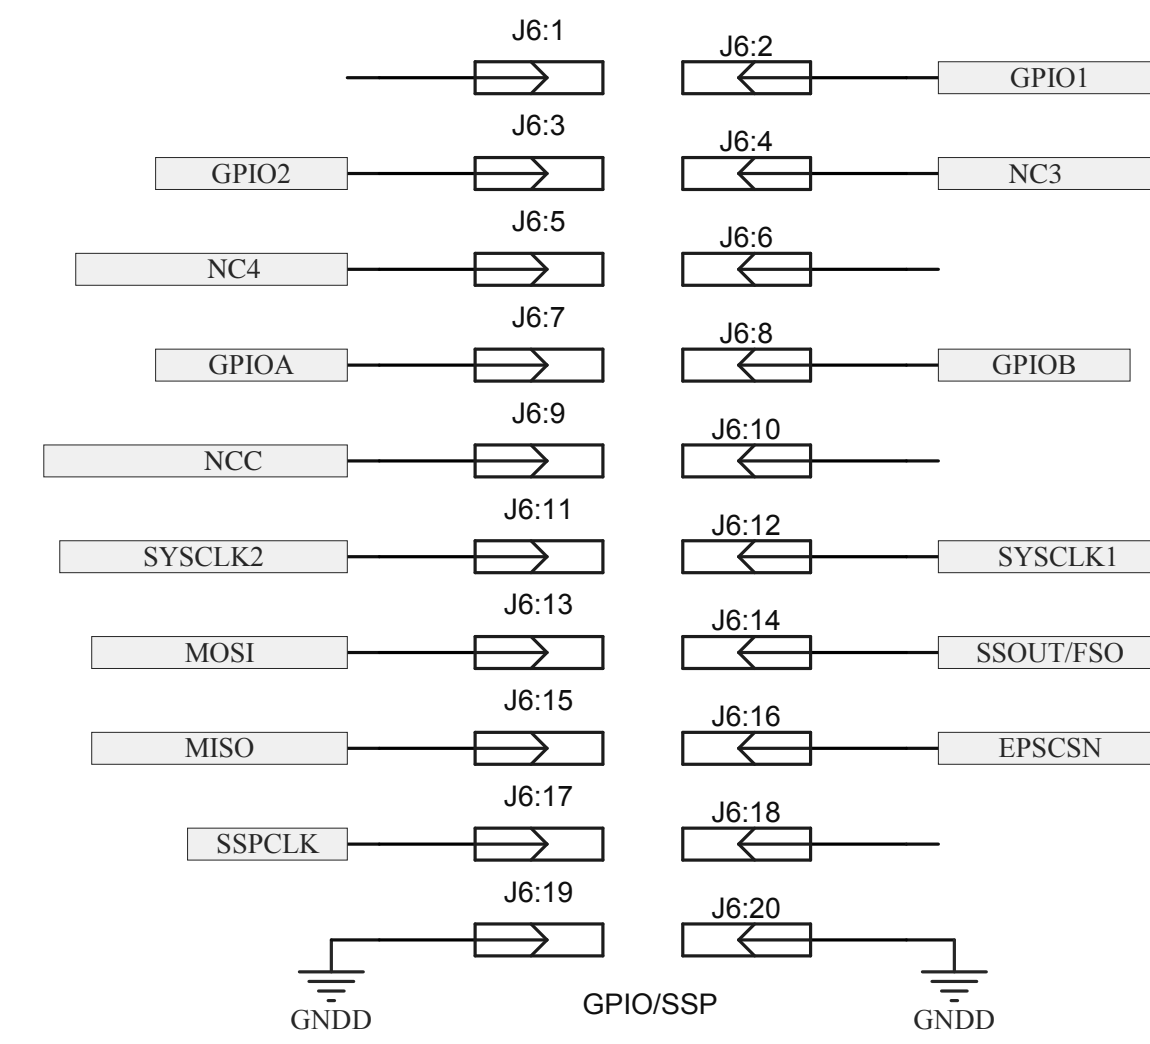 J6:1
J6:2
GPIO1
J6:3
J6:4
GPIO2
NC3
J6:5
J6:6
NC4
J6:7
J6:8
GPIOA
GPIOB
J6:9
J6:10
NCC
J6:11
J6:12
SYSCLK2
SYSCLK1
J6:13
J6:14
MOSI
SSOUT/FSO
J6:15
J6:16
MISO
EPSCSN
J6:17
J6:18
SSPCLK
J6:19
J6:20
GPIO/SSP
GNDD
GNDD